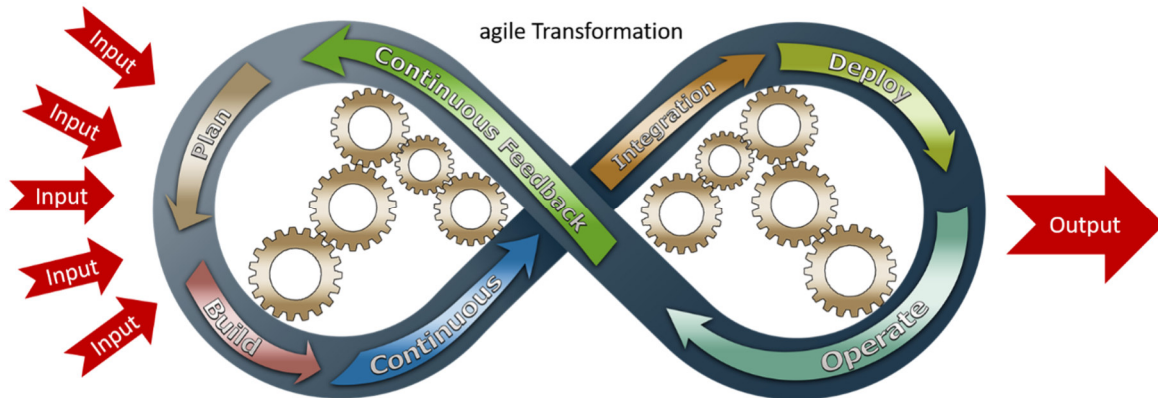 agile Transformation
Input
Input
Input
Input
Input
Plan
Build
Continuous
Integration
Deploy
Operate
Continuous Feedback
Output